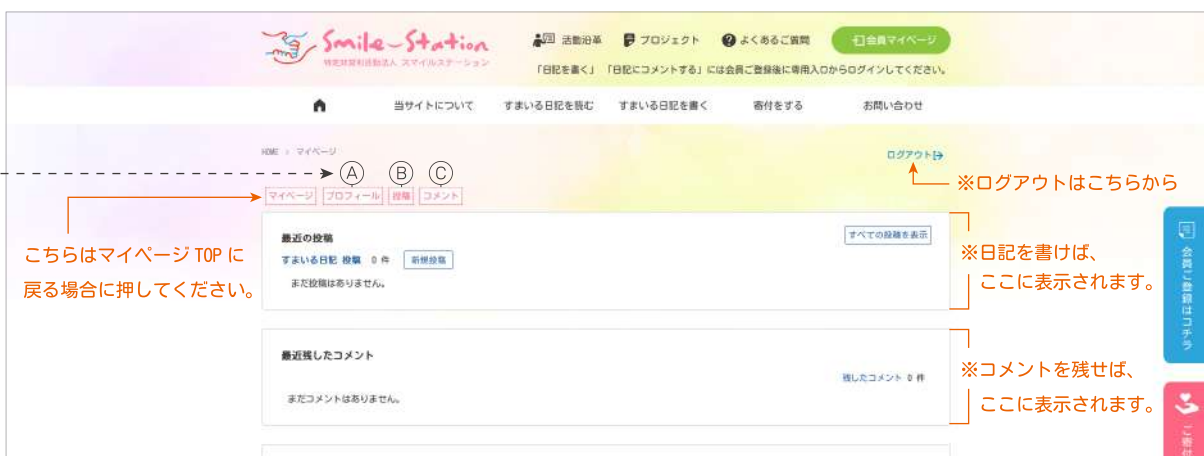 Smile-Station
特定非営利活動法人 スマイルステーション
活動沿革 プロジェクト よくあるご質問 会員マイページ
「日記を書く」「日記にコメントする」には会員ご登録後に専用入口からログインしてください。
当サイトについて すまいる日記を読む すまいる日記を書く 寄付をする お問い合わせ
HOME › マイページ
ログアウト
A B C
※ログアウトはこちらから
マイページ プロフィール 投稿 コメント
こちらはマイページ TOP に
戻る場合に押してください。
最近の投稿
すべての投稿を表示
すまいる日記 投稿 0 件 新規投稿
まだ投稿はありません。
※日記を書けば、
ここに表示されます。
会員ご登録はコチラ
最近残したコメント
残したコメント 0 件
まだコメントはありません。
※コメントを残せば、
ここに表示されます。
ご寄付